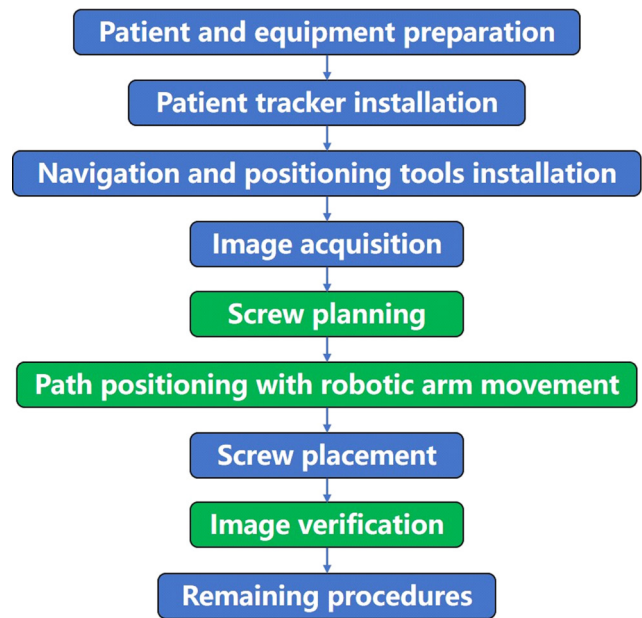 Patient and equipment preparation
Patient tracker installation
Navigation and positioning tools installation
Image acquisition
Screw planning
Path positioning with robotic arm movement
Screw placement
Image verification
Remaining procedures